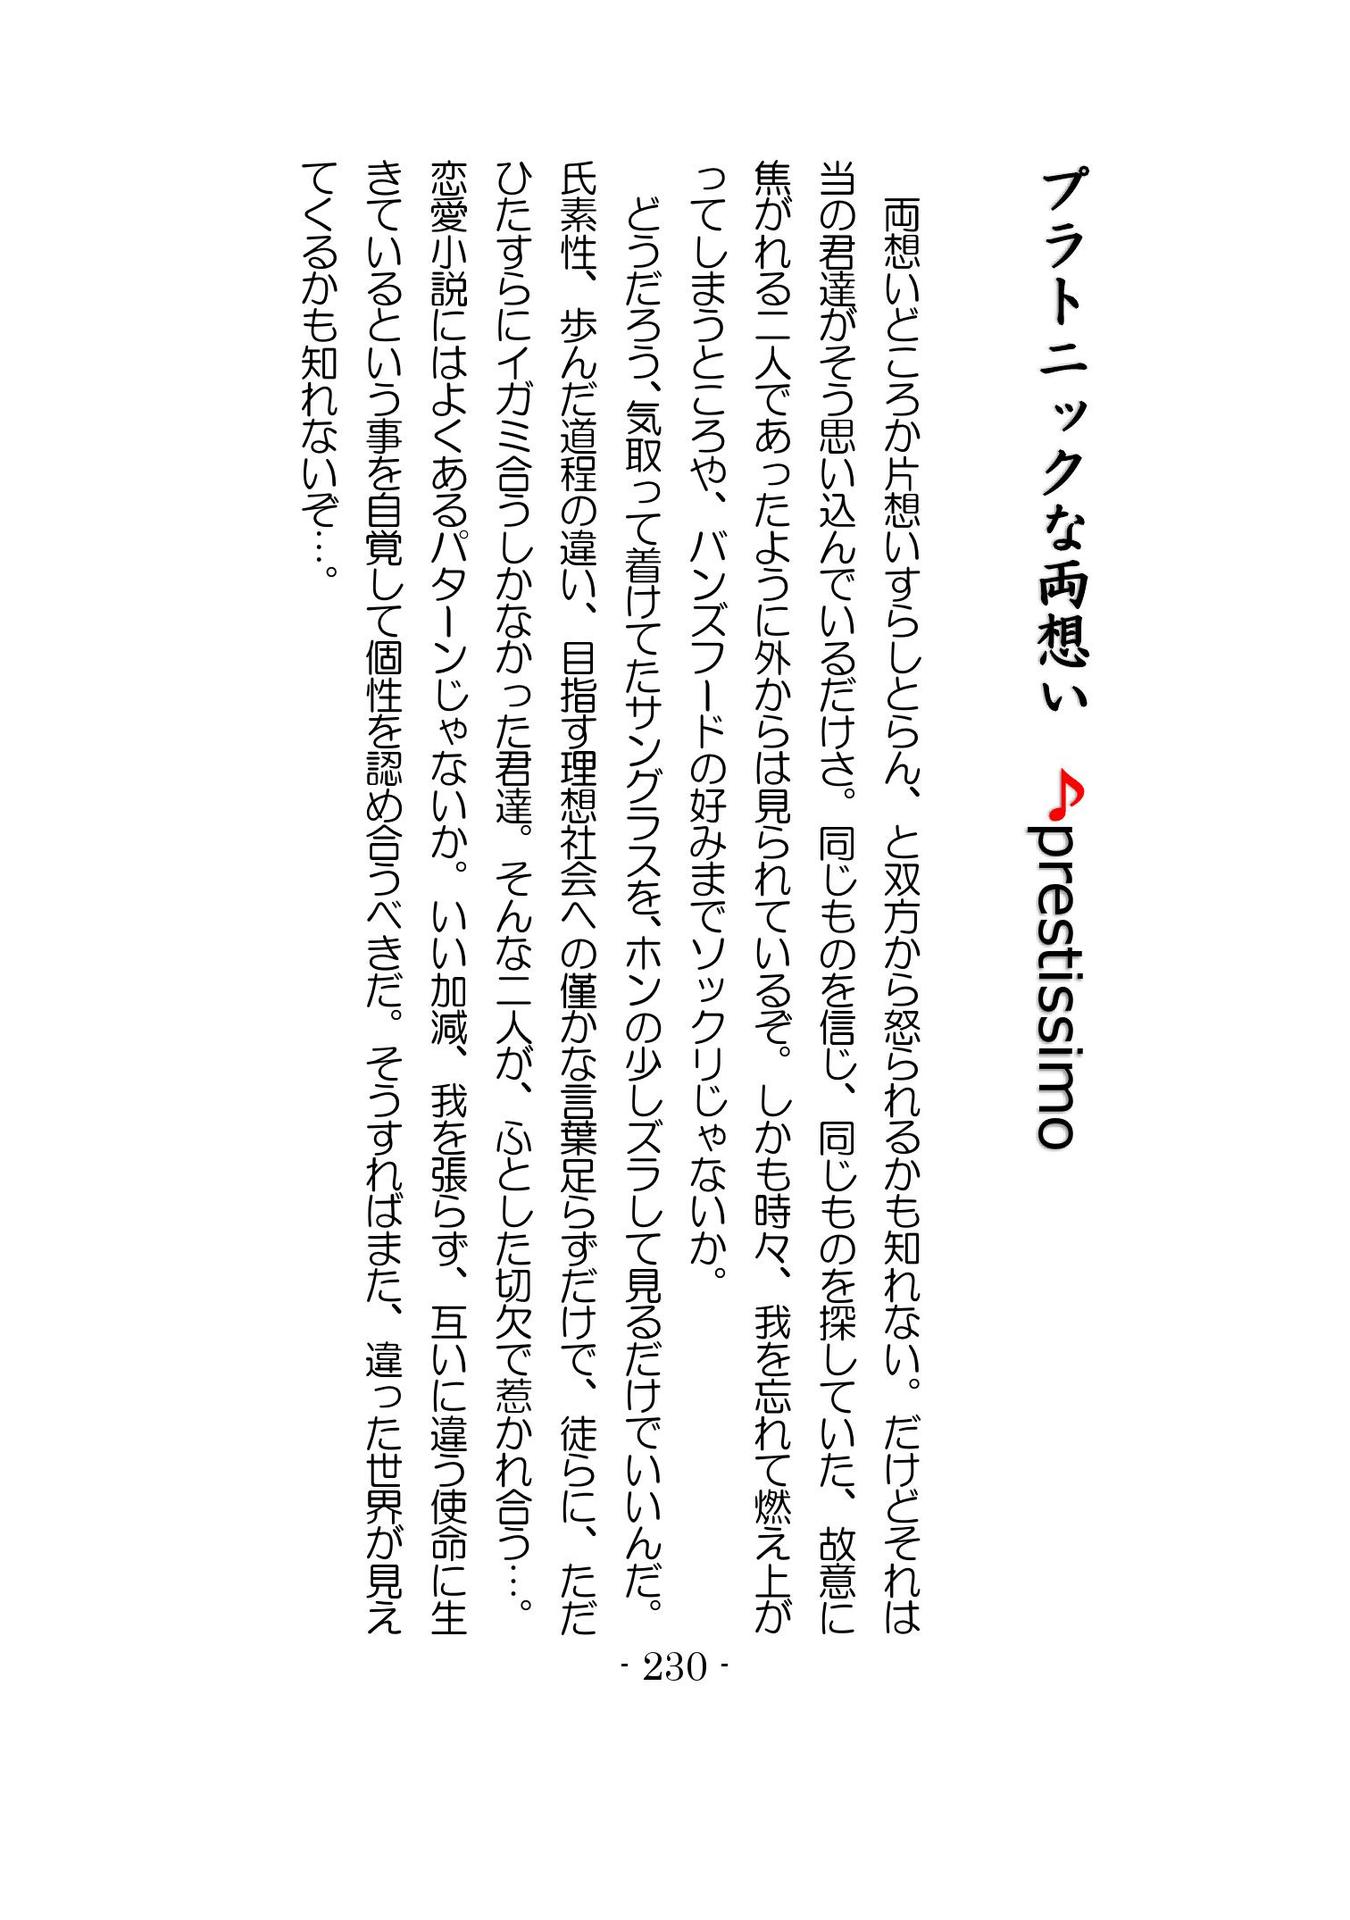 プラトニックな両想い　♪prestissimo
　両想いどころか片想いすらしとらん、と双方から怒られるかも知れない。だけどそれは
当の君達がそう思い込んでいるだけさ。同じものを信じ、同じものを探していた、故意に
焦がれる二人であったように外からは見られているぞ。しかも時々、我を忘れて燃え上が
ってしまうところや、バンズフードの好みまでソックリじゃないか。
　どうだろう、気取って着けてたサングラスを、ホンの少しズラして見るだけでいいんだ。
氏素性、歩んだ道程の違い、目指す理想社会への僅かな言葉足らずだけで、徒らに、ただ
ひたすらにイガミ合うしかなかった君達。そんな二人が、ふとした切欠で惹かれ合う…。
恋愛小説にはよくあるパターンじゃないか。いい加減、我を張らず、互いに違う使命に生
きているという事を自覚して個性を認め合うべきだ。そうすればまた、違った世界が見え
てくるかも知れないぞ…。
- 230 -